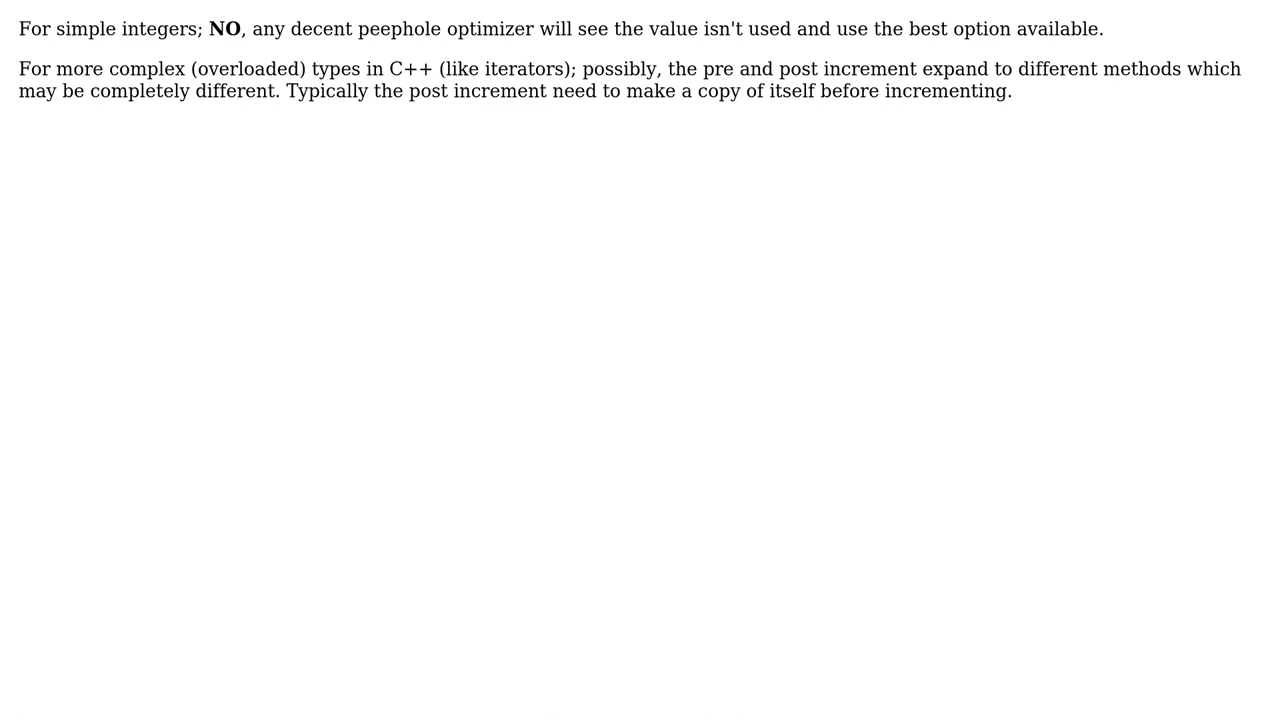 For simple integers; NO, any decent peephole optimizer will see the value isn't used and use the best option available.
For more complex (overloaded) types in C++ (like iterators); possibly, the pre and post increment expand to different methods which
may be completely different. Typically the post increment need to make a copy of itself before incrementing.